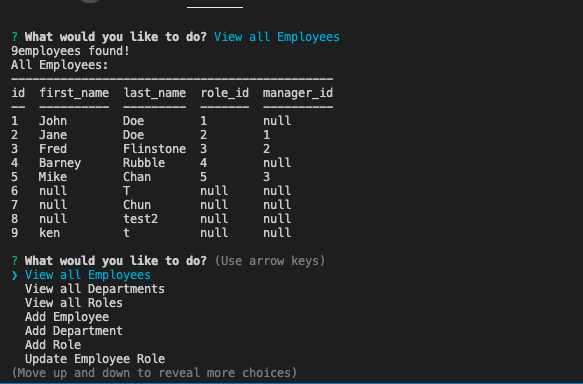 ? What would you like to do? View all Employees
9employees found!
All Employees:
id  first_name  last_name  role_id  manager_id
1   John        Doe        1        null
2   Jane        Doe        2        1
3   Fred        Flinstone  3        2
4   Barney      Rubble     4        null
5   Mike        Chan       5        3
6   null        T          null     null
7   null        Chun       null     null
8   null        test2      null     null
9   ken         t          null     null
? What would you like to do? (Use arrow keys)
❯ View all Employees
View all Departments
View all Roles
Add Employee
Add Department
Add Role
Update Employee Role
(Move up and down to reveal more choices)